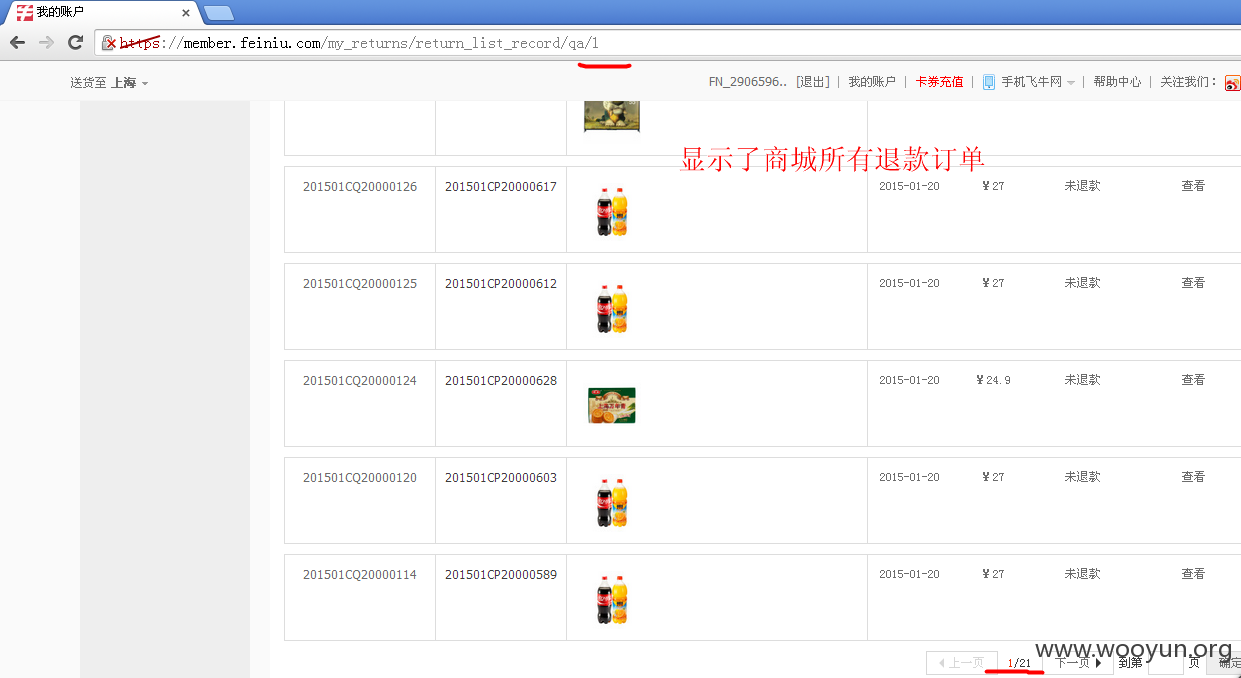 我的账户
https://member.feiniu.com/my_returns/return_list_record/qa/1
送货至 上海
FN_2906596.. [退出] | 我的账户 | 卡券充值 | 手机飞牛网 | 帮助中心 | 关注我们：
显示了商城所有退款订单
201501CQ20000126 201501CP20000617 2015-01-20 ¥27 未退款 查看
201501CQ20000125 201501CP20000612 2015-01-20 ¥27 未退款 查看
201501CQ20000124 201501CP20000628 2015-01-20 ¥24.9 未退款 查看
201501CQ20000120 201501CP20000603 2015-01-20 ¥27 未退款 查看
201501CQ20000114 201501CP20000589 2015-01-20 ¥27 未退款 查看
www.wooyun.org
上一页 1/21 下一页 到第 页 确定